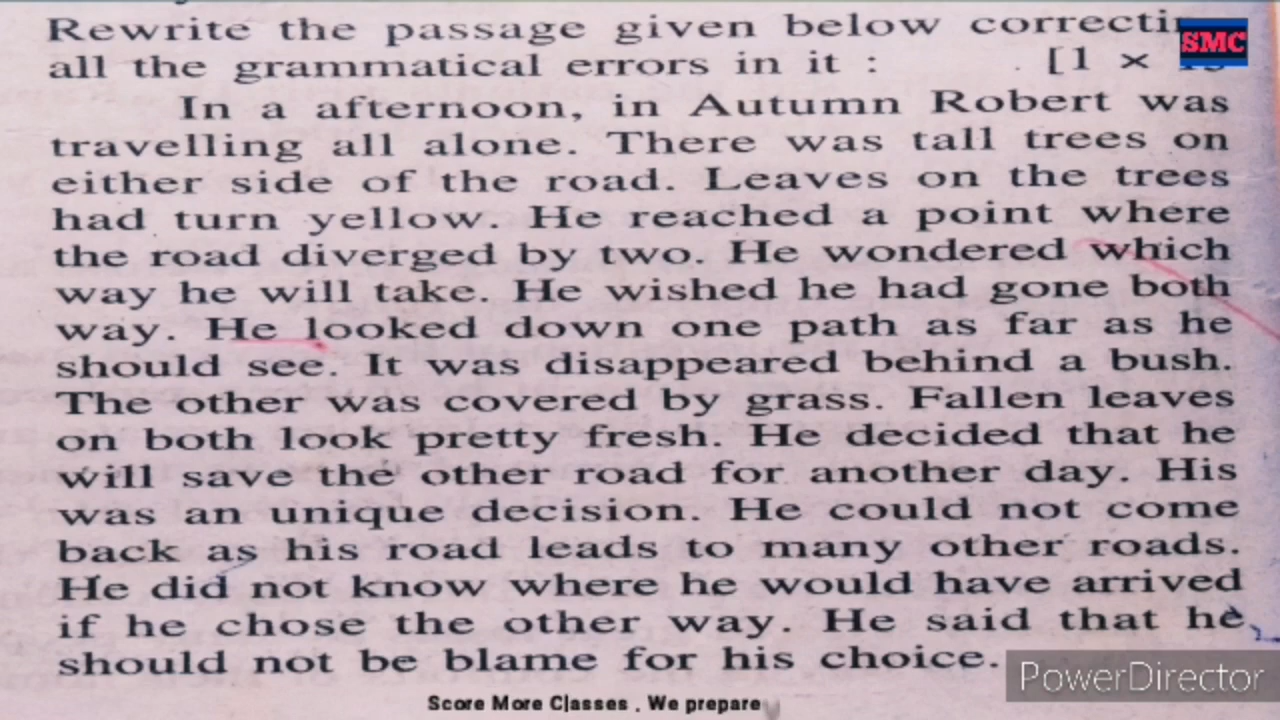 Rewrite the passage given below correctin
SMC
all the grammatical errors in it : [1 ×
In a afternoon, in Autumn Robert was
travelling all alone. There was tall trees on
either side of the road. Leaves on the trees
had turn yellow. He reached a point where
the road diverged by two. He wondered which
way he will take. He wished he had gone both
way. He looked down one path as far as he
should see. It was disappeared behind a bush.
The other was covered by grass. Fallen leaves
on both look pretty fresh. He decided that he
will save the other road for another day. His
was an unique decision. He could not come
back as his road leads to many other roads.
He did not know where he would have arrived
if he chose the other way. He said that he
should not be blame for his choice.
PowerDirector
Score More Classes . We prepare